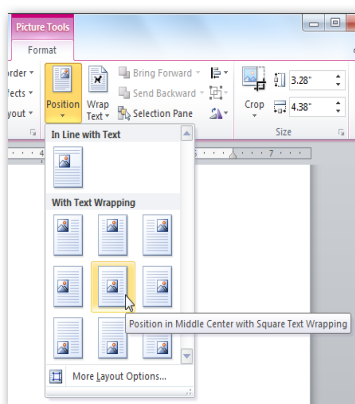 Picture Tools
Format
order
Bring Forward
3.28"
fects
Send Backward
yout
Position
Wrap
Text
Selection Pane
Crop
4.38"
Size
In Line with Text
4
7
With Text Wrapping
Position in Middle Center with Square Text Wrapping
More Layout Options...